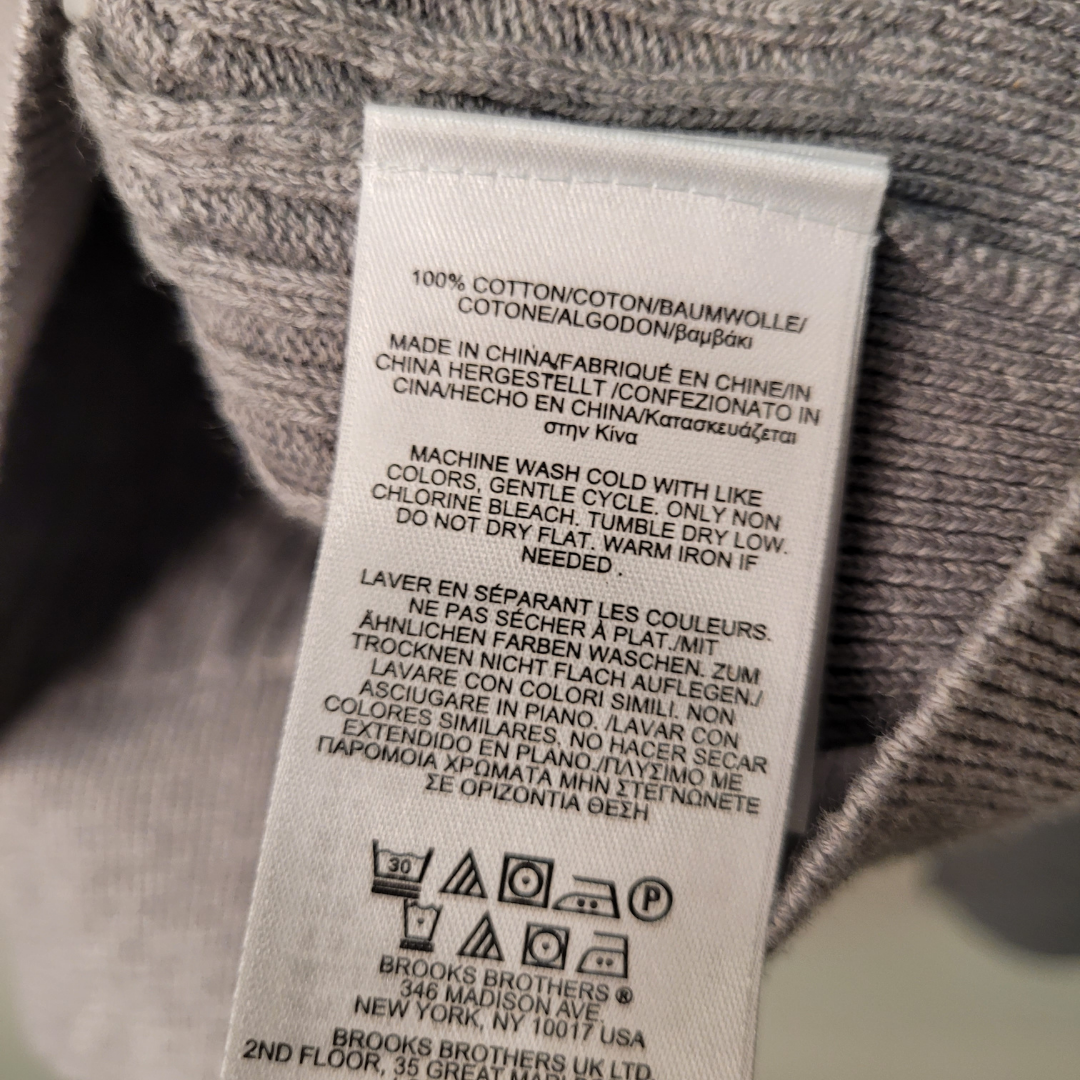 100% COTTON/COTON/BAUMWOLLE/
COTONE/ALGODON/βαμβάκι
MADE IN CHINA/FABRIQUÉ EN CHINE/IN
CHINA HERGESTELLT /CONFEZIONATO IN
CINA/HECHO EN CHINA/Κατασκευάζεται
στην Κίνα
MACHINE WASH COLD WITH LIKE
COLORS, GENTLE CYCLE. ONLY NON
CHLORINE BLEACH. TUMBLE DRY LOW.
DO NOT DRY FLAT. WARM IRON IF
NEEDED .
LAVER EN SÉPARANT LES COULEURS.
NE PAS SÉCHER À PLAT./MIT
ÄHNLICHEN FARBEN WASCHEN. ZUM
TROCKNEN NICHT FLACH AUFLEGEN./
LAVARE CON COLORI SIMILI. NON
ASCIUGARE IN PIANO. /LAVAR CON
COLORES SIMILARES. NO HACER SECAR
EXTENDIDO EN PLANO./ΠΛΥΣΙΜΟ ΜΕ
ΠΑΡΟΜΟΙΑ ΧΡΩΜΑΤΑ ΜΗΝ ΣΤΕΓΝΩΝΕΤΕ
ΣΕ ΟΡΙΖΟΝΤΙΑ ΘΕΣΗ
30 P
BROOKS BROTHERS ®
346 MADISON AVE.
NEW YORK, NY 10017 USA
BROOKS BROTHERS UK LTD.
2ND FLOOR, 35 GREAT